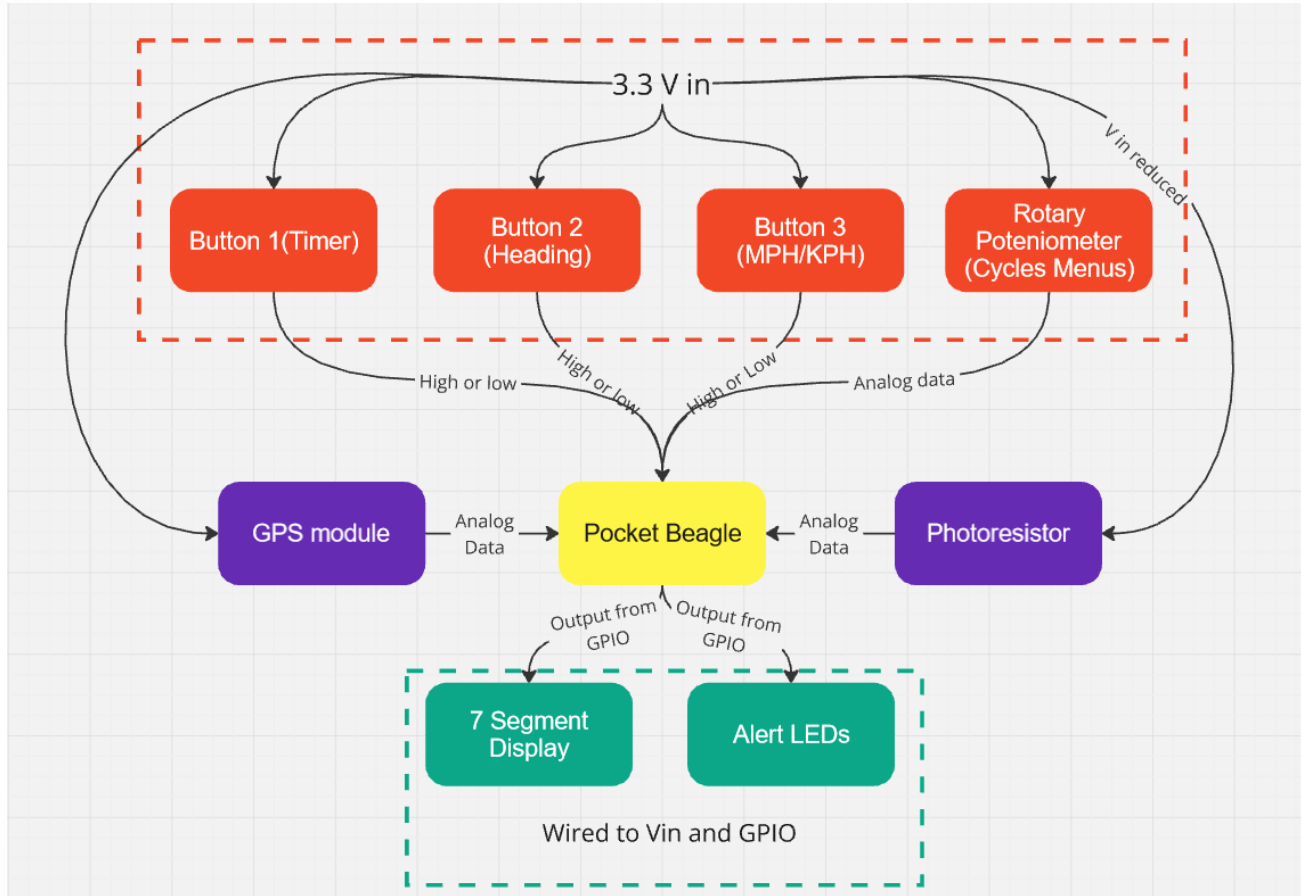 3.3 V in
V in reduced
Button 1(Timer)
Button 2
(Heading)
Button 3
(MPH/KPH)
Rotary
Poteniometer
(Cycles Menus)
High or low
High or low
High or Low
Analog data
GPS module
Analog
Data
Pocket Beagle
Analog
Data
Photoresistor
Output from
GPIO
Output from
GPIO
7 Segment
Display
Alert LEDs
Wired to Vin and GPIO